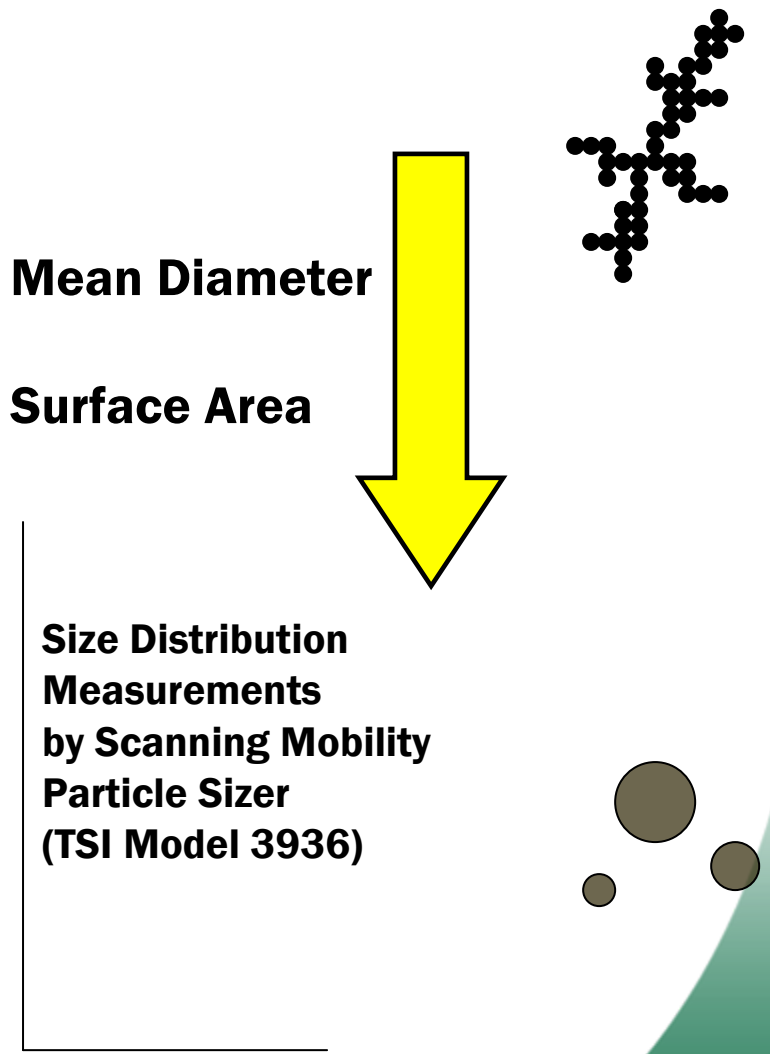 Mean Diameter
Surface Area
Size Distribution
Measurements
by Scanning Mobility
Particle Sizer
(TSI Model 3936)